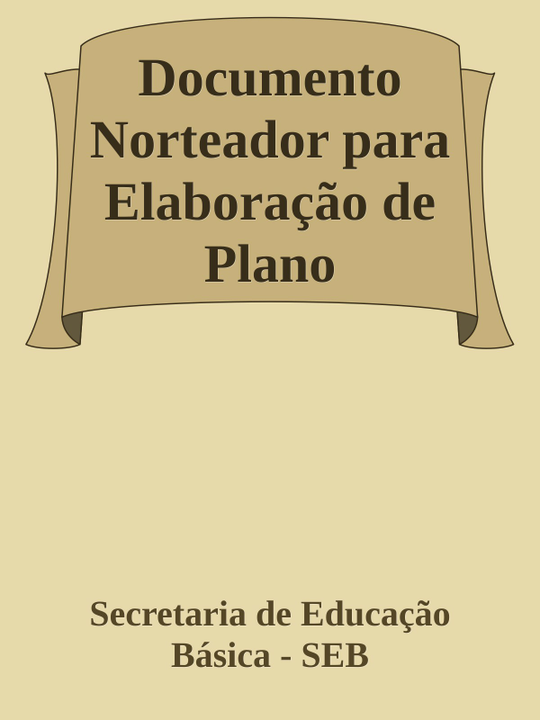 Documento
Norteador para
Elaboração de
Plano
Secretaria de Educação
Básica - SEB